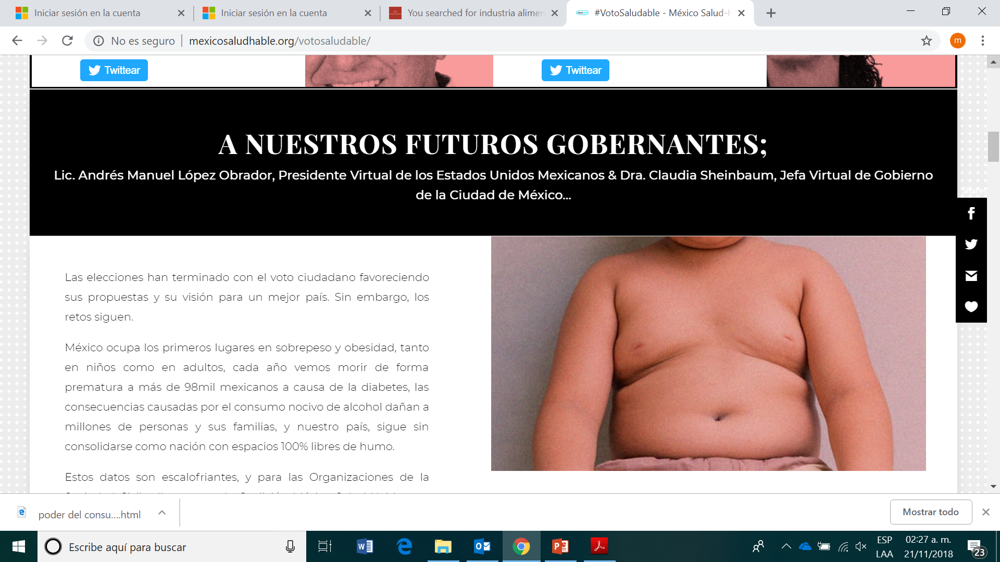 Iniciar sesión en la cuenta
Iniciar sesión en la cuenta
You searched for industria alimen
#VotoSaludable - México Salud-H
No es seguro
mexicosaludhable.org/votosaludable/
m
Twittear
Twittear
A NUESTROS FUTUROS GOBERNANTES;
Lic. Andrés Manuel López Obrador, Presidente Virtual de los Estados Unidos Mexicanos & Dra. Claudia Sheinbaum, Jefa Virtual de Gobierno
de la Ciudad de México...
Shares
Las elecciones han terminado con el voto ciudadano favoreciendo
sus propuestas y su visión para un mejor país. Sin embargo, los
retos siguen.
México ocupa los primeros lugares en sobrepeso y obesidad, tanto
en niños como en adultos, cada año vemos morir de forma
prematura a más de 98mil mexicanos a causa de la diabetes, las
consecuencias causadas por el consumo nocivo de alcohol dañan a
millones de personas y sus familias, y nuestro país, sigue sin
consolidarse como nación con espacios 100% libres de humo.
Estos datos son escalofriantes, y para las Organizaciones de la
poder del consu....html
Mostrar todo
Escribe aquí para buscar
ESP
LAA
02:27 a. m.
21/11/2018
23